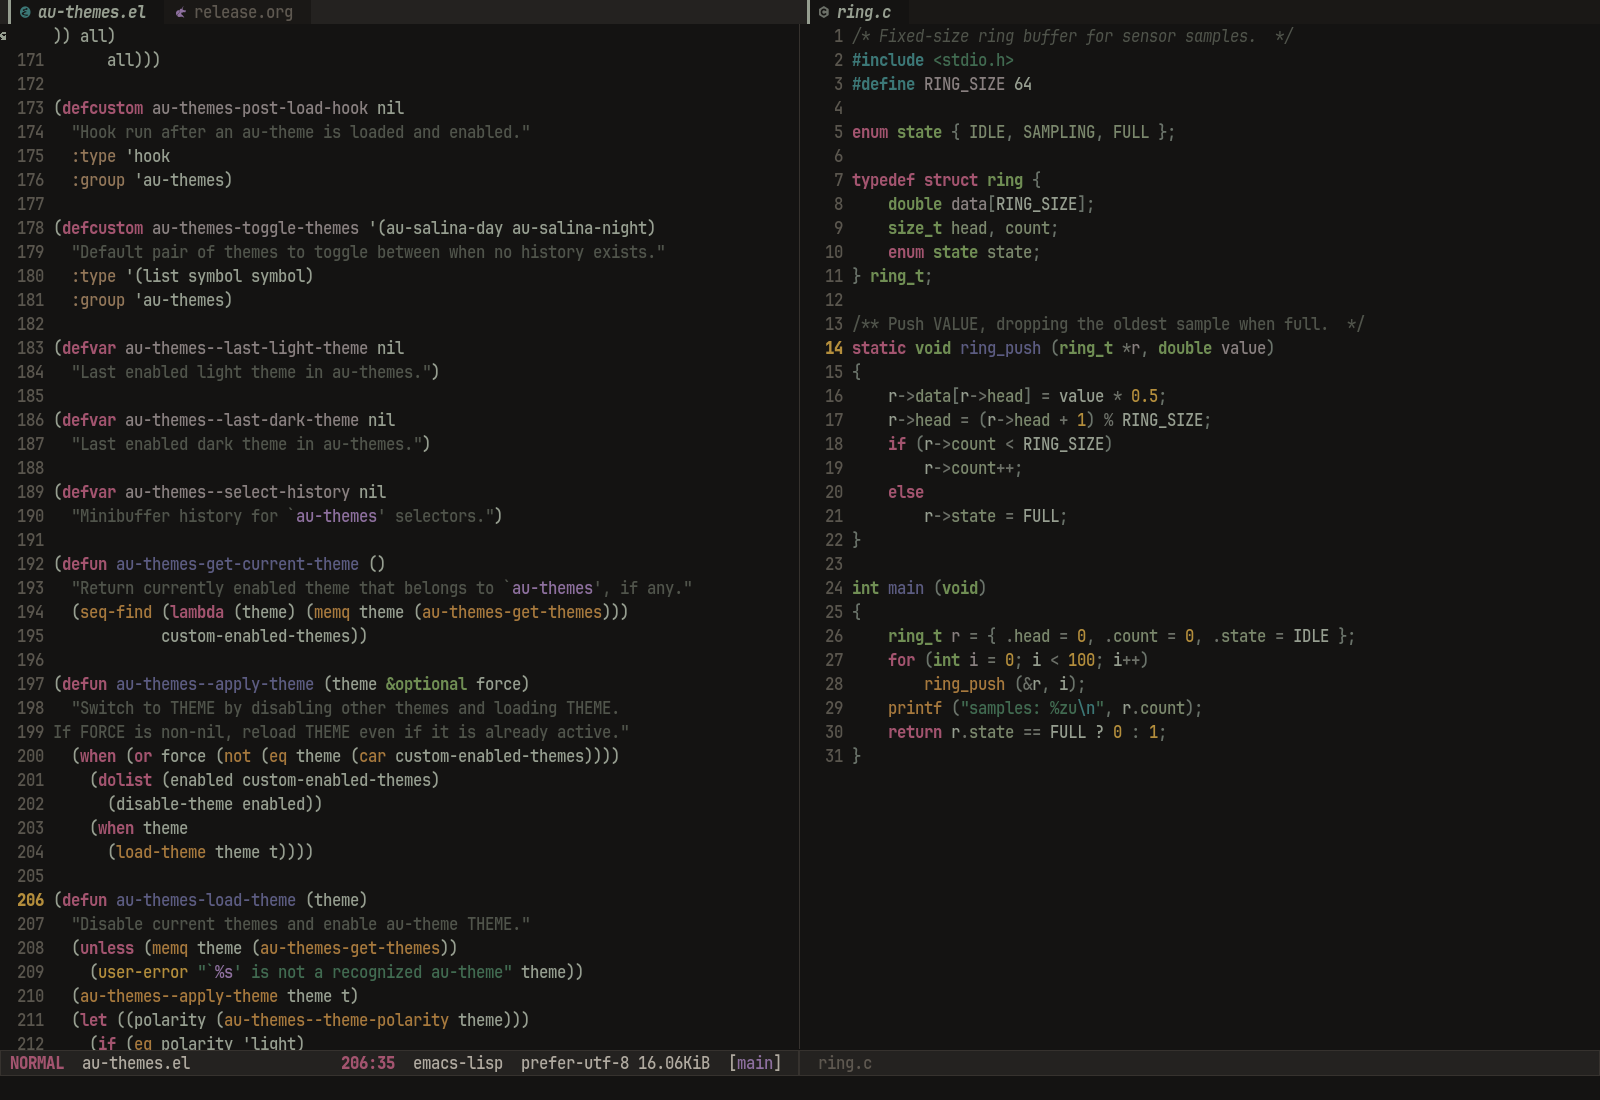 au-themes.el release.org
)) all)
171 all)))
172
173 (defcustom au-themes-post-load-hook nil
174 "Hook run after an au-theme is loaded and enabled."
175 :type 'hook
176 :group 'au-themes)
177
178 (defcustom au-themes-toggle-themes '(au-salina-day au-salina-night)
179 "Default pair of themes to toggle between when no history exists."
180 :type '(list symbol symbol)
181 :group 'au-themes)
182
183 (defvar au-themes--last-light-theme nil
184 "Last enabled light theme in au-themes.")
185
186 (defvar au-themes--last-dark-theme nil
187 "Last enabled dark theme in au-themes.")
188
189 (defvar au-themes--select-history nil
190 "Minibuffer history for `au-themes' selectors.")
191
192 (defun au-themes-get-current-theme ()
193 "Return currently enabled theme that belongs to `au-themes', if any."
194 (seq-find (lambda (theme) (memq theme (au-themes-get-themes)))
195 custom-enabled-themes))
196
197 (defun au-themes--apply-theme (theme &optional force)
198 "Switch to THEME by disabling other themes and loading THEME.
199 If FORCE is non-nil, reload THEME even if it is already active."
200 (when (or force (not (eq theme (car custom-enabled-themes))))
201 (dolist (enabled custom-enabled-themes)
202 (disable-theme enabled))
203 (when theme
204 (load-theme theme t))))
205
206 (defun au-themes-load-theme (theme)
207 "Disable current themes and enable au-theme THEME."
208 (unless (memq theme (au-themes-get-themes))
209 (user-error "`%s' is not a recognized au-theme" theme))
210 (au-themes--apply-theme theme t)
211 (let ((polarity (au-themes--theme-polarity theme)))
212 (if (eq polarity 'light)
NORMAL au-themes.el 206:35 emacs-lisp prefer-utf-8 16.06KiB [main]
ring.c
1 /* Fixed-size ring buffer for sensor samples.  */
2 #include <stdio.h>
3 #define RING_SIZE 64
4
5 enum state { IDLE, SAMPLING, FULL };
6
7 typedef struct ring {
8 double data[RING_SIZE];
9 size_t head, count;
10 enum state state;
11 } ring_t;
12
13 /** Push VALUE, dropping the oldest sample when full.  */
14 static void ring_push (ring_t *r, double value)
15 {
16 r->data[r->head] = value * 0.5;
17 r->head = (r->head + 1) % RING_SIZE;
18 if (r->count < RING_SIZE)
19 r->count++;
20 else
21 r->state = FULL;
22 }
23
24 int main (void)
25 {
26 ring_t r = { .head = 0, .count = 0, .state = IDLE };
27 for (int i = 0; i < 100; i++)
28 ring_push (&r, i);
29 printf ("samples: %zu\n", r.count);
30 return r.state == FULL ? 0 : 1;
31 }
ring.c